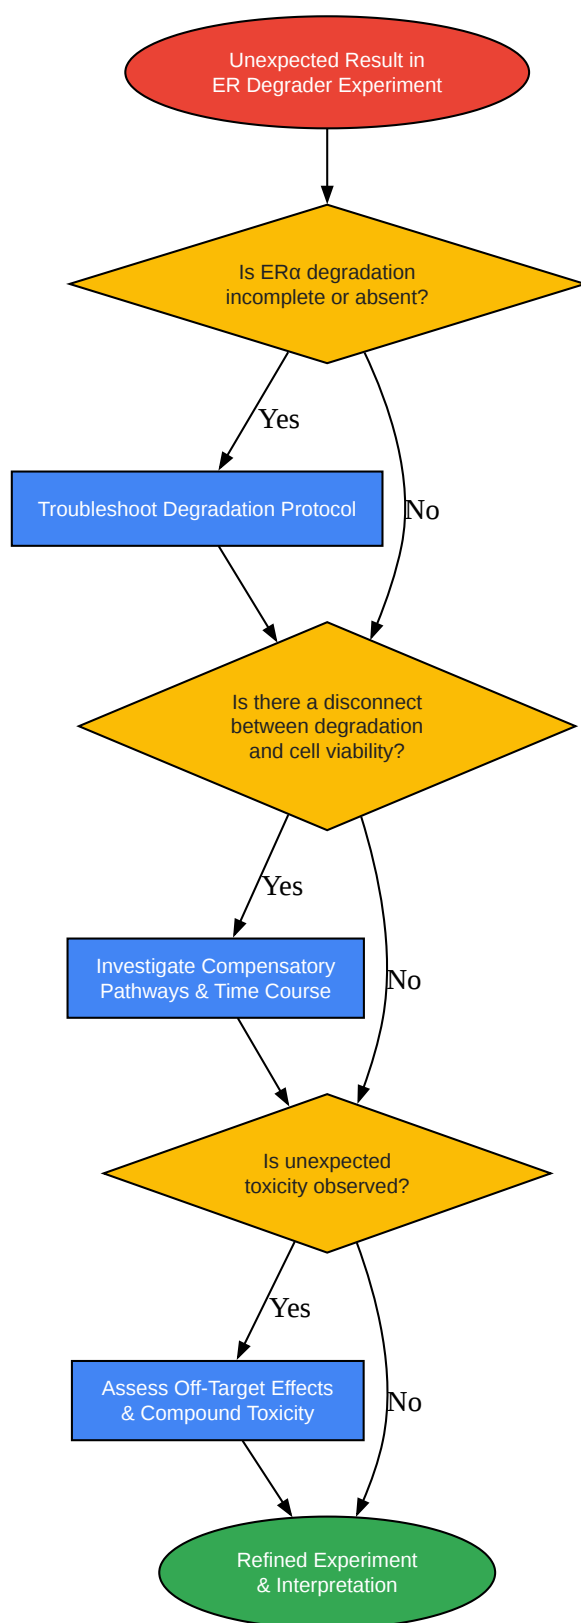 Unexpected Result in
ER Degrader Experiment
Is ERα degradation
incomplete or absent?
Yes
Troubleshoot Degradation Protocol
No
Is there a disconnect
between degradation
and cell viability?
Yes
Investigate Compensatory
Pathways & Time Course
No
Is unexpected
toxicity observed?
Yes
Assess Off-Target Effects
& Compound Toxicity
No
Refined Experiment
& Interpretation